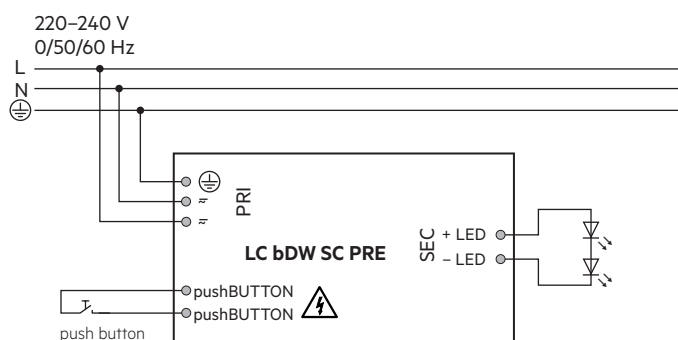 220–240 V
0/50/60 Hz
L
N
PRI
LC bDW SC PRE
SEC
+ LED
– LED
pushBUTTON
pushBUTTON
push button